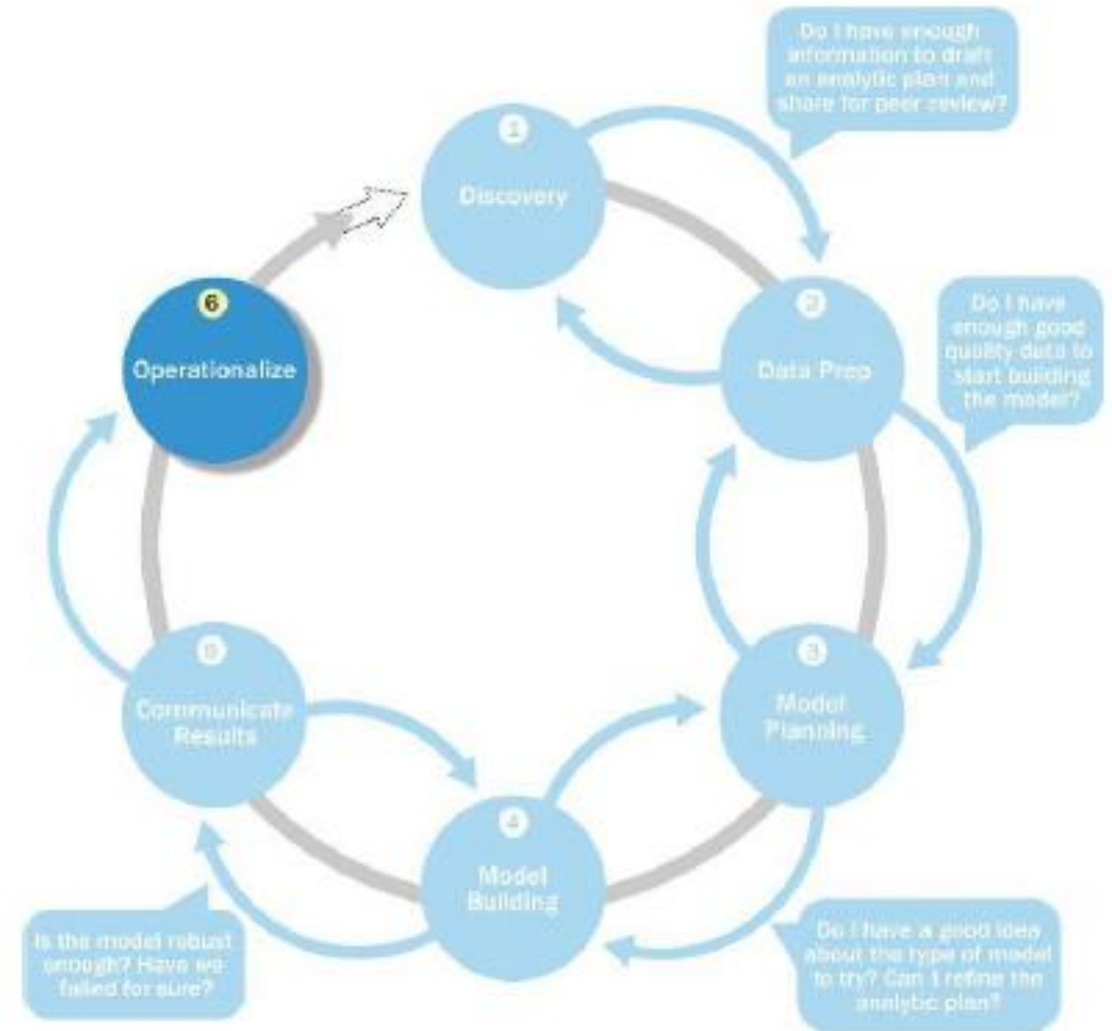 Do I have enough
information to draft
an analytic plan and
share for peer review?
1
Discovery
6
Operationalize
2
Data Prep
Do I have
enough good
quality data to
start building
the model?
5
Communicate
Results
3
Model
Planning
4
Model
Building
Is the model robust
enough? Have we
failed for sure?
Do I have a good idea
about the type of model
to try? Can I refine the
analytic plan?